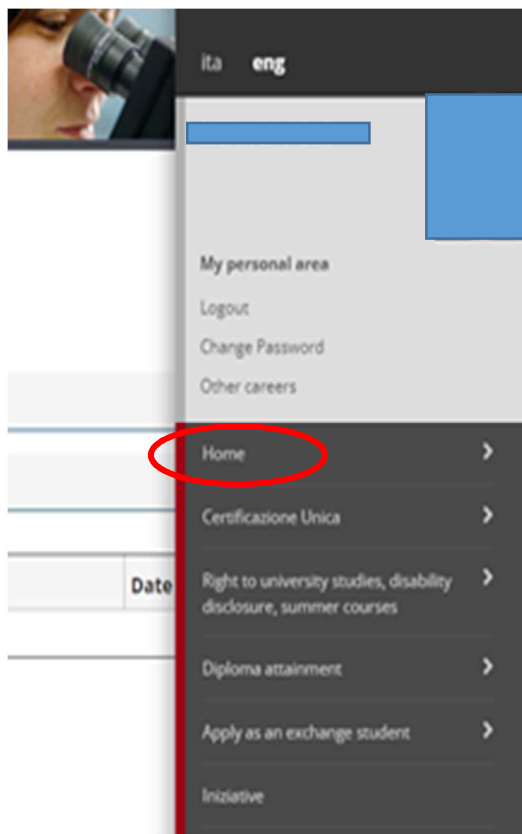 ita eng
My personal area
Logout
Change Password
Other careers
Home
Certificazione Unica
Date
Right to university studies, disability
disclosure, summer courses
Diploma attainment
Apply as an exchange student
Iniziative